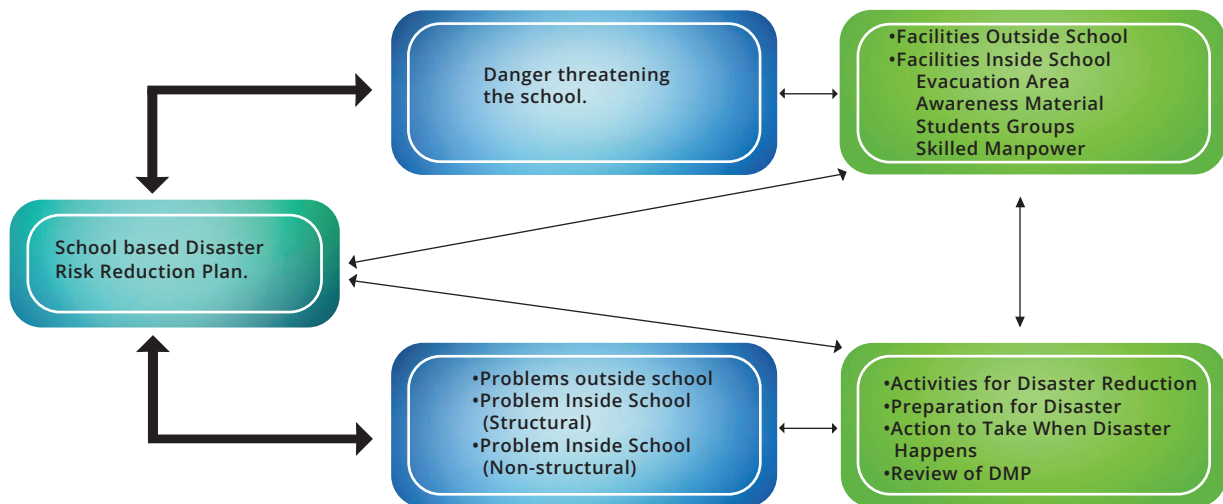 Danger threatening
the school.
•Facilities Outside School
•Facilities Inside School
Evacuation Area
Awareness Material
Students Groups
Skilled Manpower
School based Disaster
Risk Reduction Plan.
•Problems outside school
•Problem Inside School
(Structural)
•Problem Inside School
(Non-structural)
•Activities for Disaster Reduction
•Preparation for Disaster
•Action to Take When Disaster
Happens
•Review of DMP